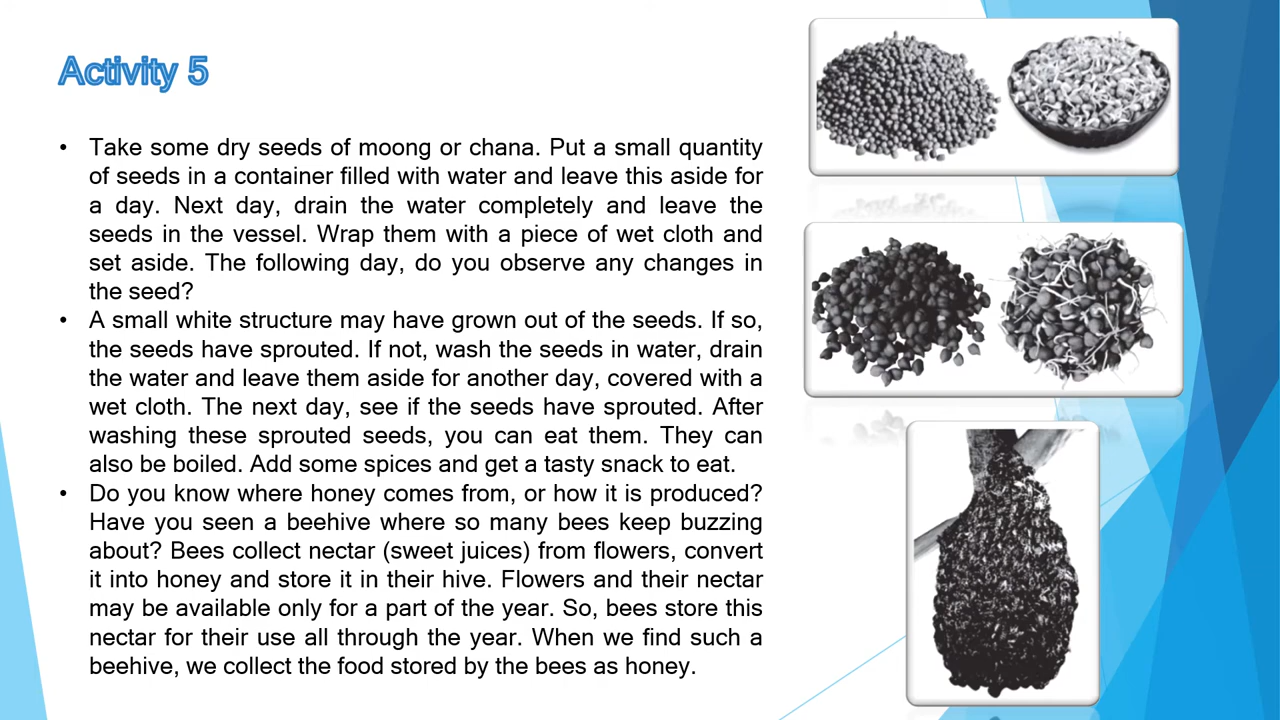 Activity 5
• Take some dry seeds of moong or chana. Put a small quantity
of seeds in a container filled with water and leave this aside for
a day. Next day, drain the water completely and leave the
seeds in the vessel. Wrap them with a piece of wet cloth and
set aside. The following day, do you observe any changes in
the seed?
• A small white structure may have grown out of the seeds. If so,
the seeds have sprouted. If not, wash the seeds in water, drain
the water and leave them aside for another day, covered with a
wet cloth. The next day, see if the seeds have sprouted. After
washing these sprouted seeds, you can eat them. They can
also be boiled. Add some spices and get a tasty snack to eat.
• Do you know where honey comes from, or how it is produced?
Have you seen a beehive where so many bees keep buzzing
about? Bees collect nectar (sweet juices) from flowers, convert
it into honey and store it in their hive. Flowers and their nectar
may be available only for a part of the year. So, bees store this
nectar for their use all through the year. When we find such a
beehive, we collect the food stored by the bees as honey.